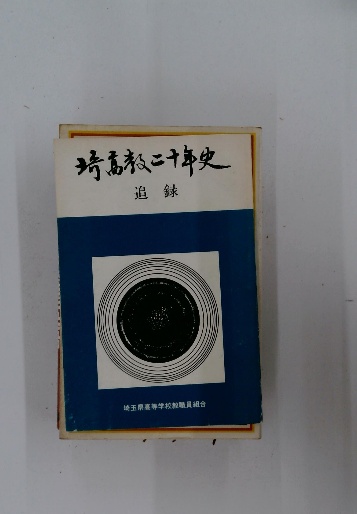 埼高教二十年史
追録
埼玉県高等学校教職員組合